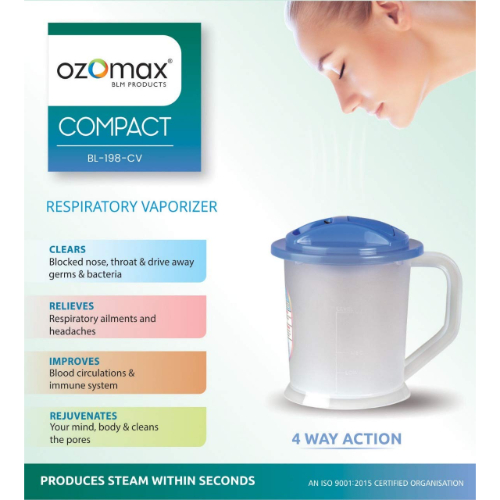 ozomax®
BLM PRODUCTS
COMPACT
BL-198-CV
RESPIRATORY VAPORIZER
CLEARS
Blocked nose, throat & drive away
germs & bacteria
RELIEVES
Respiratory ailments and
headaches
IMPROVES
Blood circulations &
immune system
REJUVENATES
Your mind, body & cleans
the pores
4 WAY ACTION
PRODUCES STEAM WITHIN SECONDS
AN ISO 9001:2015 CERTIFIED ORGANISATION